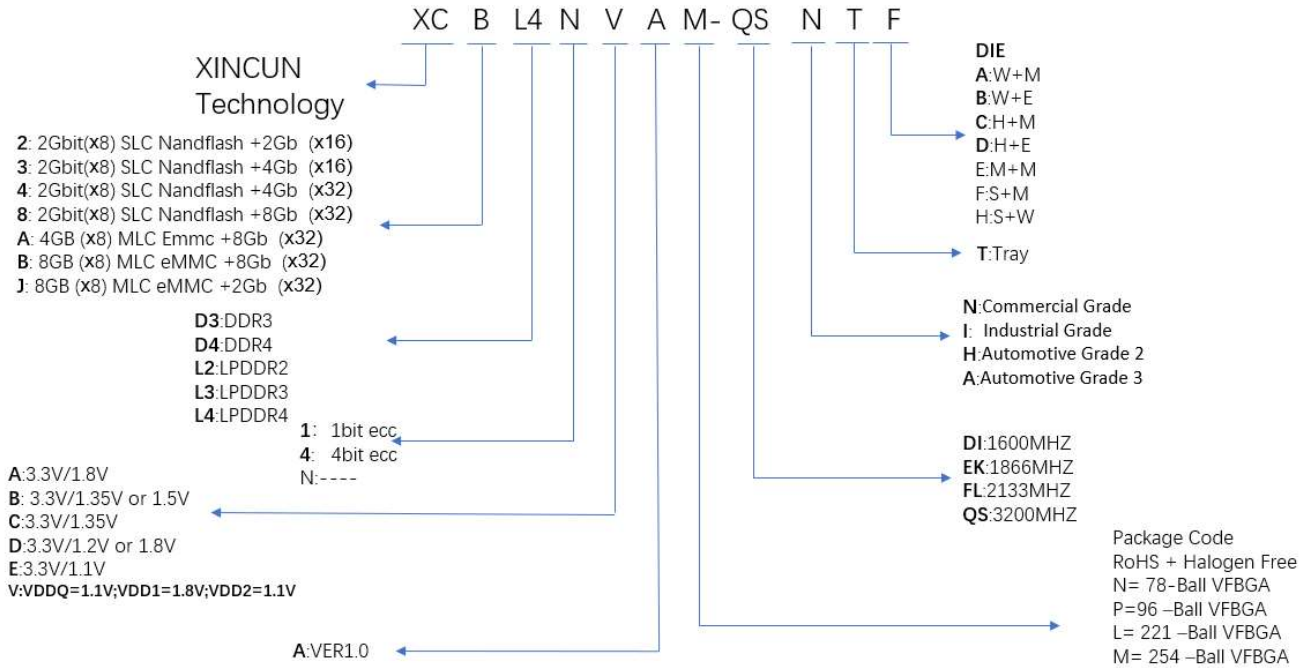 XC B L4 N V A M- QS N T F
XINCUN
Technology
2: 2Gbit(x8) SLC Nandflash +2Gb (x16)
3: 2Gbit(x8) SLC Nandflash +4Gb (x16)
4: 2Gbit(x8) SLC Nandflash +4Gb (x32)
8: 2Gbit(x8) SLC Nandflash +8Gb (x32)
A: 4GB (x8) MLC Emmc +8Gb (x32)
B: 8GB (x8) MLC eMMC +8Gb (x32)
J: 8GB (x8) MLC eMMC +2Gb (x32)
D3:DDR3
D4:DDR4
L2:LPDDR2
L3:LPDDR3
L4:LPDDR4
1: 1bit ecc
4: 4bit ecc
N:----
A:3.3V/1.8V
B: 3.3V/1.35V or 1.5V
C:3.3V/1.35V
D:3.3V/1.2V or 1.8V
E:3.3V/1.1V
V:VDDQ=1.1V;VDD1=1.8V;VDD2=1.1V
A:VER1.0
DIE
A:W+M
B:W+E
C:H+M
D:H+E
E:M+M
F:S+M
H:S+W
T:Tray
N:Commercial Grade
I: Industrial Grade
H:Automotive Grade 2
A:Automotive Grade 3
DI:1600MHZ
EK:1866MHZ
FL:2133MHZ
QS:3200MHZ
Package Code
RoHS + Halogen Free
N= 78-Ball VFBGA
P=96 –Ball VFBGA
L= 221 –Ball VFBGA
M= 254 –Ball VFBGA